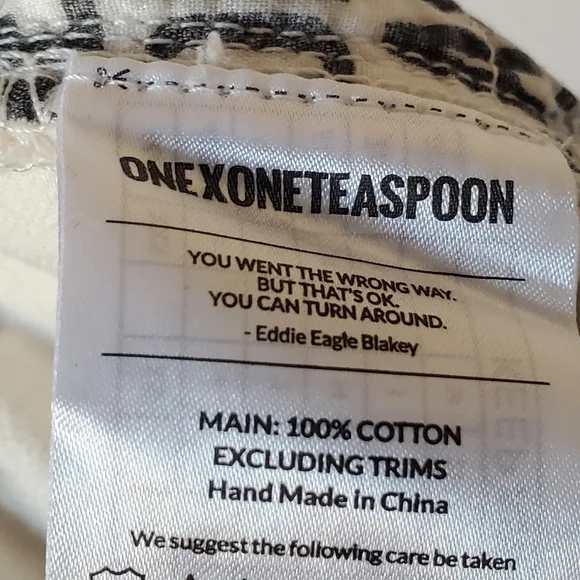 ONEXONETEASPOON
YOU WENT THE WRONG WAY.
BUT THAT'S OK.
YOU CAN TURN AROUND.
- Eddie Eagle Blakey
MAIN: 100% COTTON
EXCLUDING TRIMS
Hand Made in China
We suggest the following care be taken